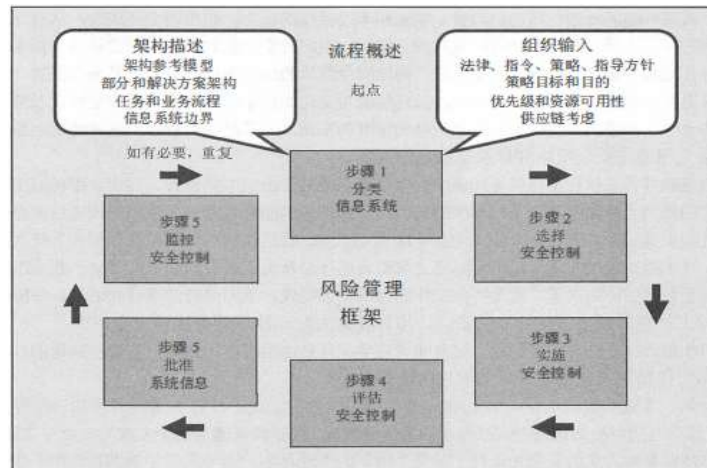 架构描述
架构参考模型
部分和解决方案架构
任务和业务流程
信息系统边界
流程概述
起点
组织输入
法律、指令、策略、指导方针
策略目标和目的
优先级和资源可用性
供应链考虑
如有必要，重复
步骤 1
分类
信息系统
步骤 2
选择
安全控制
步骤 3
实施
安全控制
步骤 4
评估
安全控制
步骤 5
批准
系统信息
步骤 5
监控
安全控制
风险管理
框架